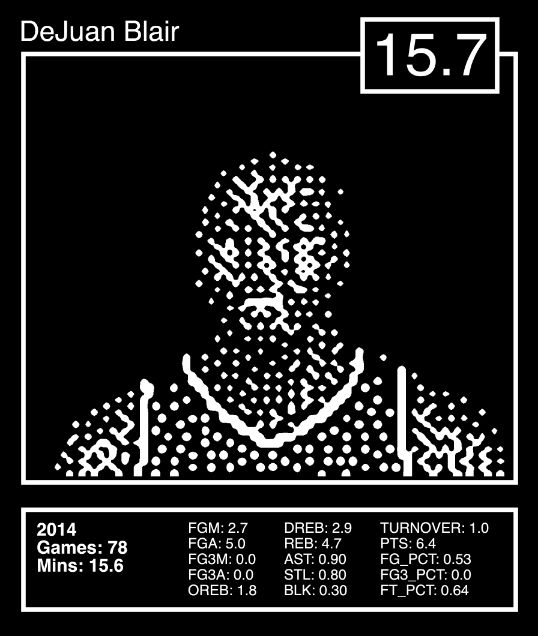 DeJuan Blair
15.7
2014
Games: 78
Mins: 15.6
FGM: 2.7
FGA: 5.0
FG3M: 0.0
FG3A: 0.0
OREB: 1.8
DREB: 2.9
REB: 4.7
AST: 0.90
STL: 0.80
BLK: 0.30
TURNOVER: 1.0
PTS: 6.4
FG_PCT: 0.53
FG3_PCT: 0.0
FT_PCT: 0.64